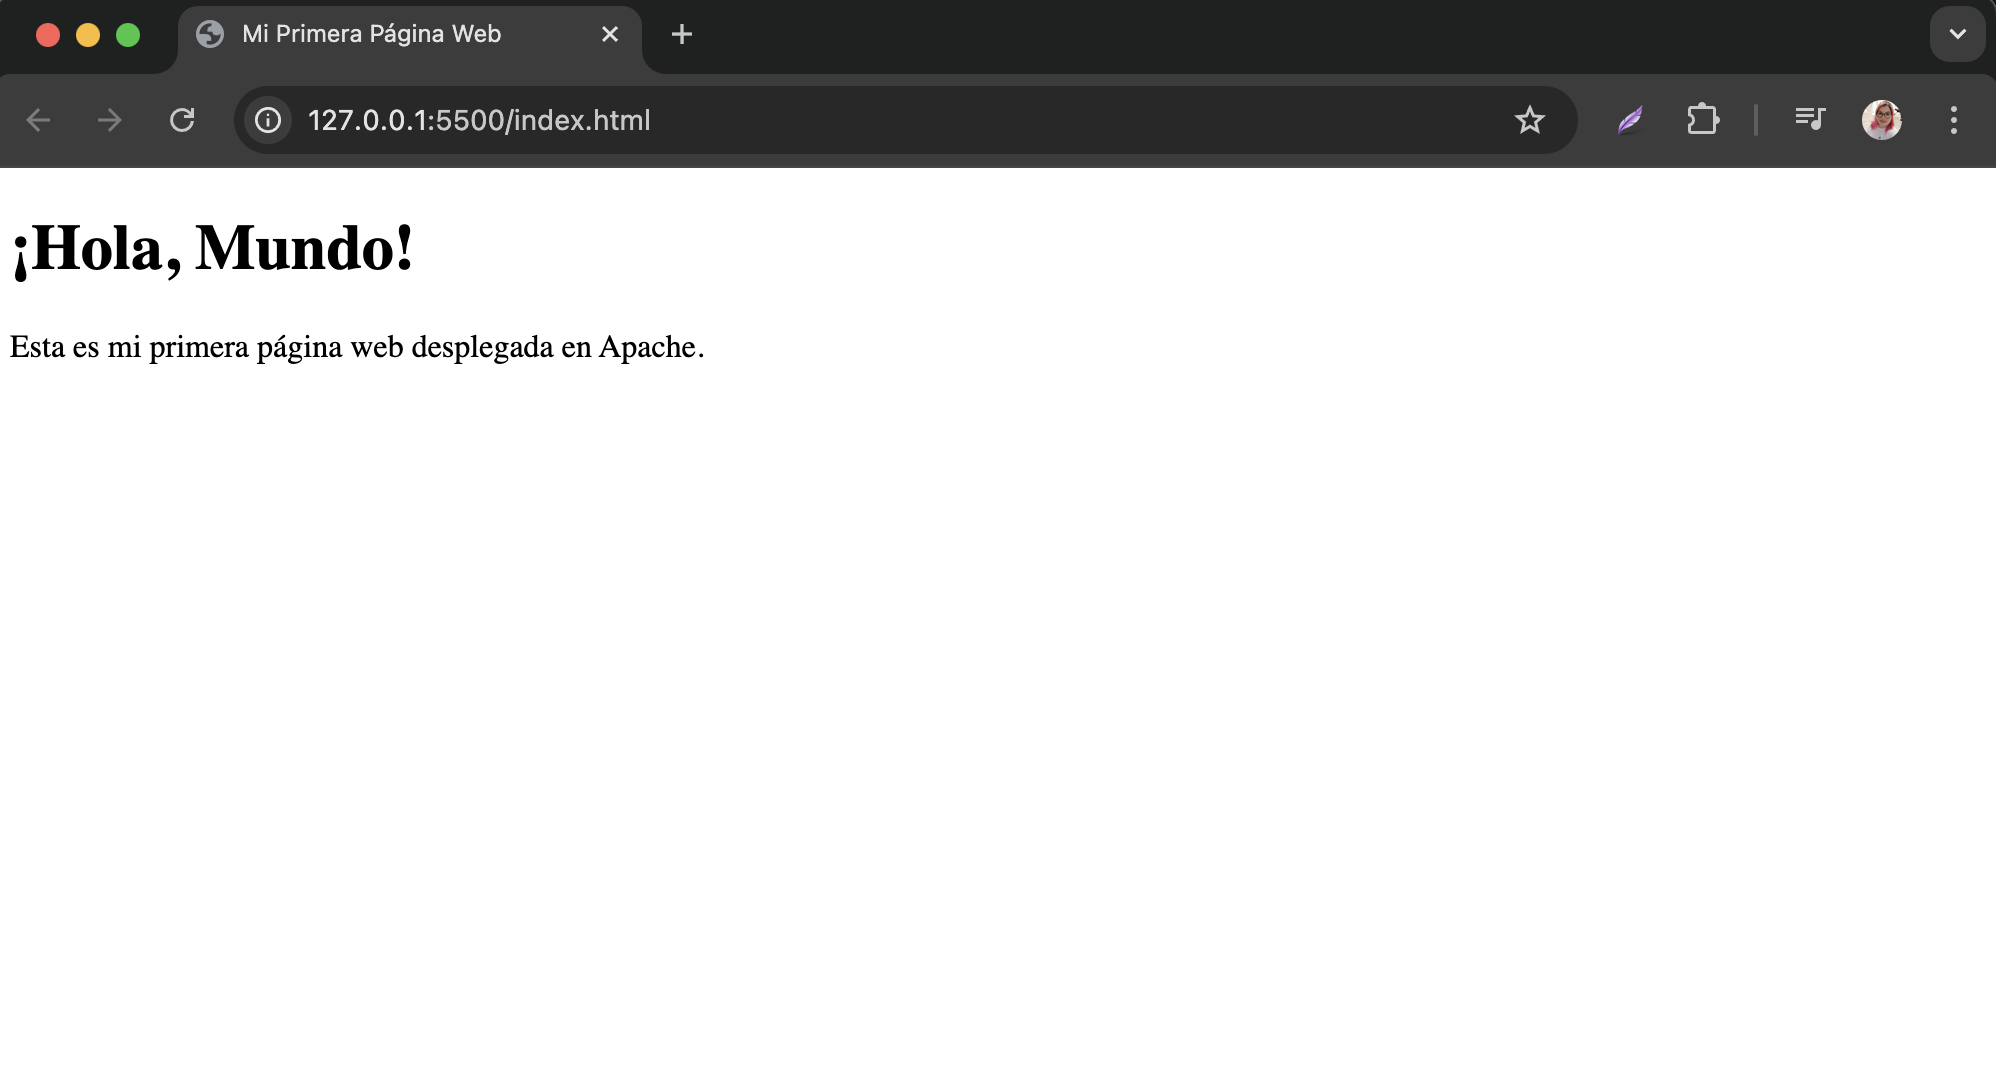 Mi Primera Página Web
127.0.0.1:5500/index.html
¡Hola, Mundo!
Esta es mi primera página web desplegada en Apache.